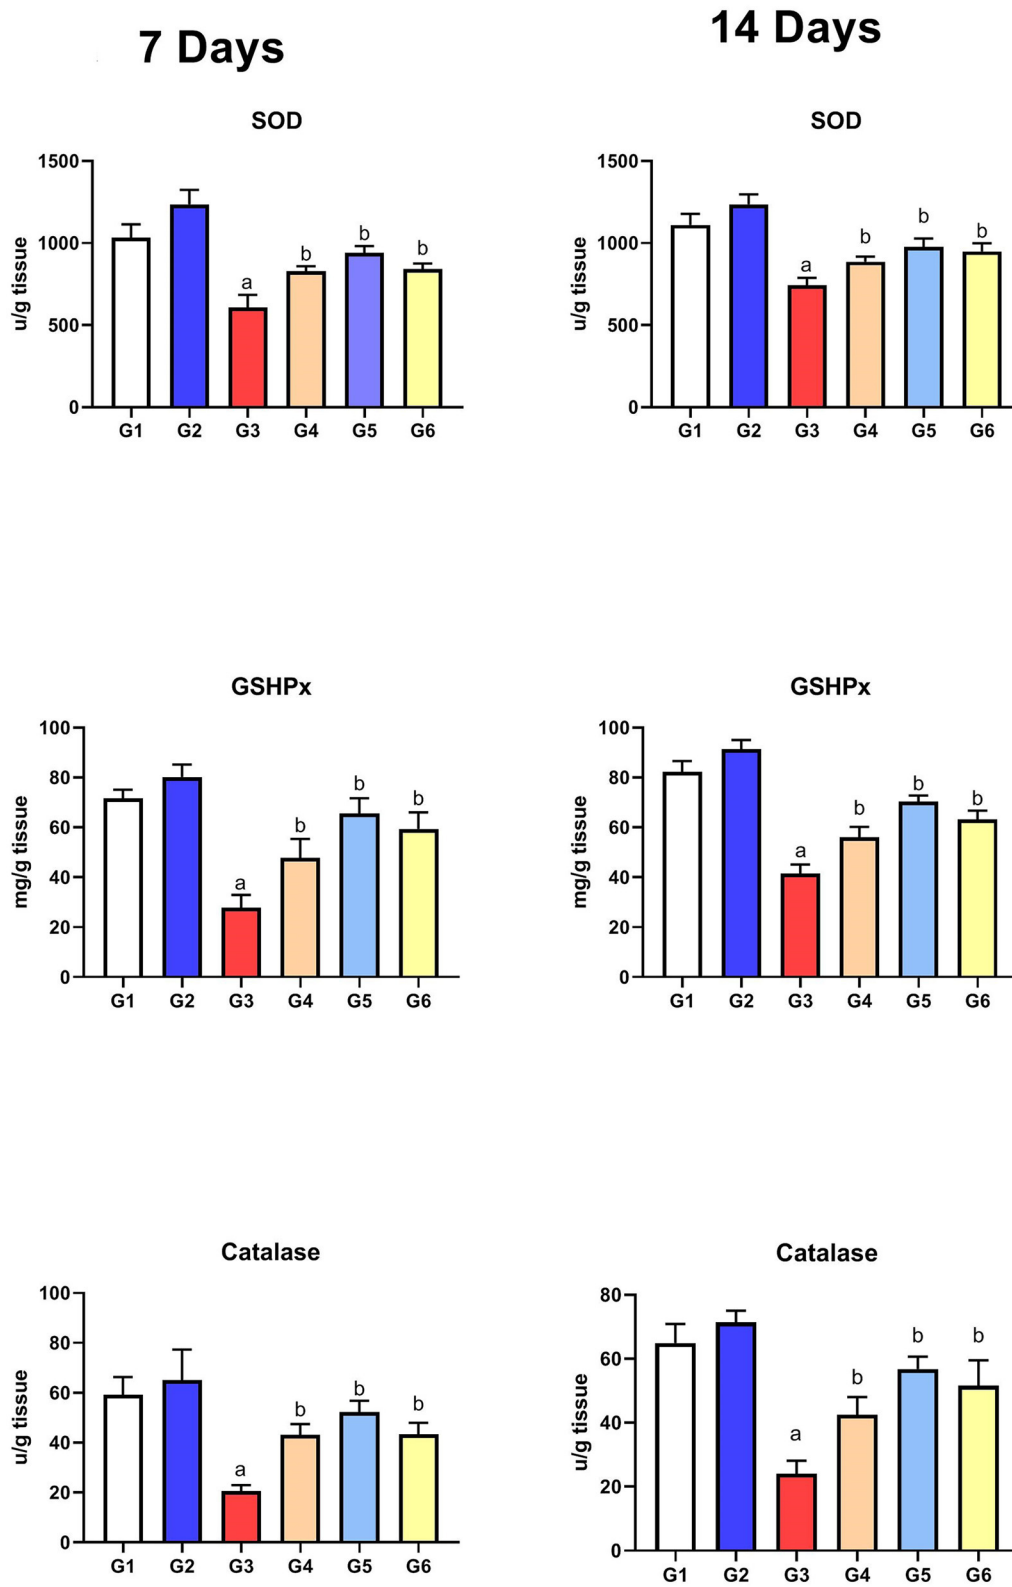 7 Days
14 Days
SOD
u/g tissue
1500
1000
500
0
a
b
b
b
G1 G2 G3 G4 G5 G6
SOD
u/g tissue
1500
1000
500
0
a
b
b
b
G1 G2 G3 G4 G5 G6
GSHPx
mg/g tissue
100
80
60
40
20
0
a
b
b
b
G1 G2 G3 G4 G5 G6
GSHPx
mg/g tissue
100
80
60
40
20
0
a
b
b
b
G1 G2 G3 G4 G5 G6
Catalase
u/g tissue
100
80
60
40
20
0
a
b
b
b
G1 G2 G3 G4 G5 G6
Catalase
u/g tissue
80
60
40
20
0
a
b
b
b
G1 G2 G3 G4 G5 G6